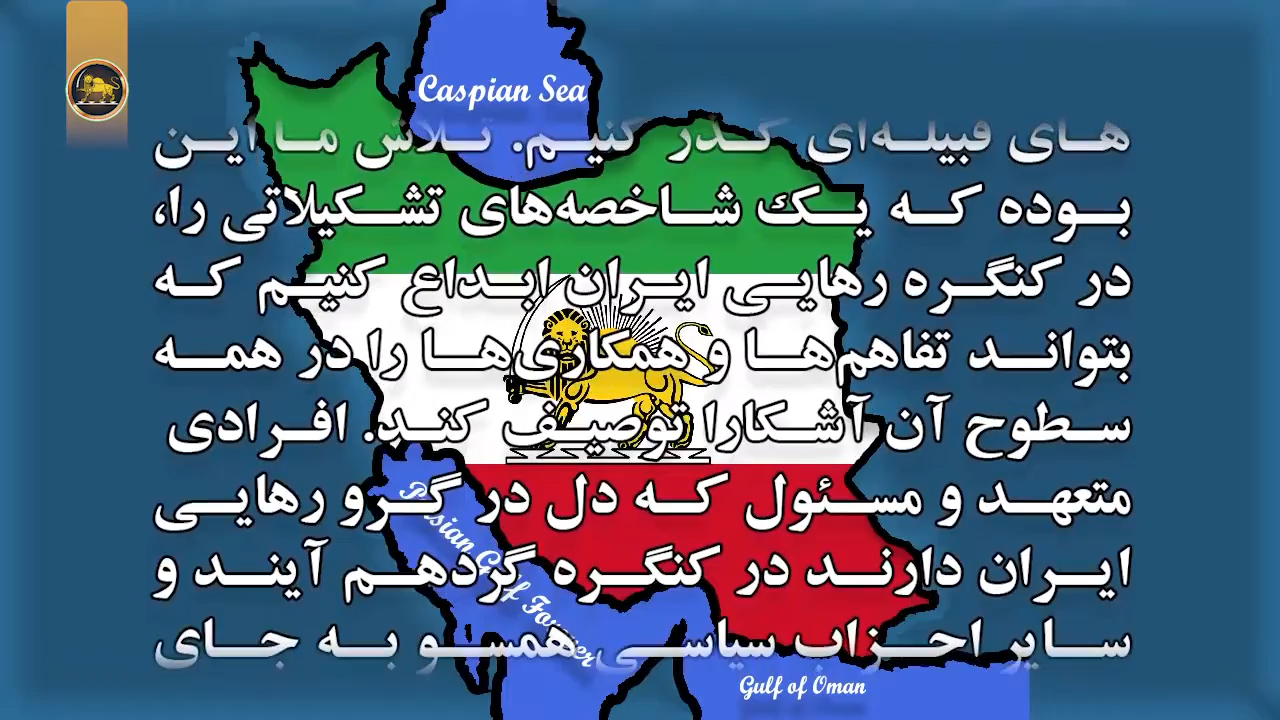 Caspian Sea
های قبیله‌ای گذر کنیم. تلاش ما این
بوده که یک شاخصه‌های تشکیلاتی را،
در کنگره رهایی ایران ابداع کنیم که
بتواند تفاهم‌ها و همکاری‌ها را در همه
سطوح آن آشکارا توصیف کند. افرادی
متعهد و مسئول که دل در گرو رهایی
ایران دارند در کنگره گردهم آیند و
سایر احزاب سیاسی همسو به جای
Persian Gulf Forever
Gulf of Oman